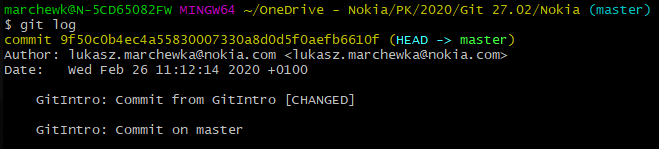 marchewk@N-5CD65082FW MINGW64 ~/OneDrive - Nokia/PK/2020/Git 27.02/Nokia (master)
$ git log
commit 9f50c0b4ec4a55830007330a8d0d5f0aefb6610f (HEAD -> master)
Author: lukasz.marchewka@nokia.com <lukasz.marchewka@nokia.com>
Date:   Wed Feb 26 11:12:14 2020 +0100
    GitIntro: Commit from GitIntro [CHANGED]
    GitIntro: Commit on master